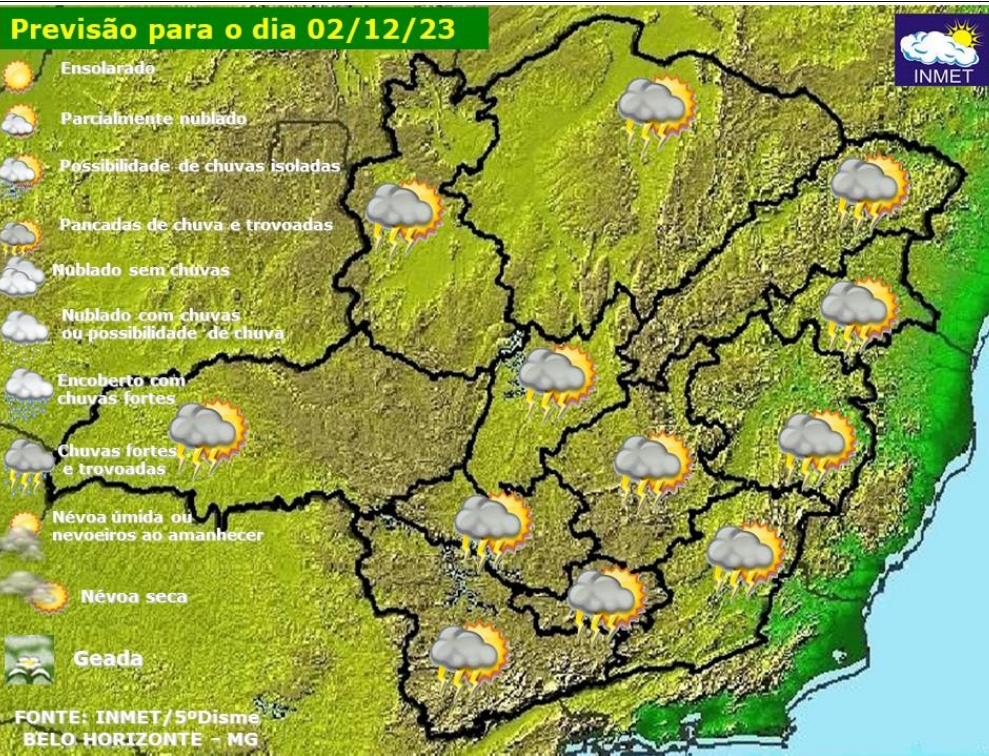 Previsão para o dia 02/12/23
INMET
Ensolarado
Parcialmente nublado
Possibilidade de chuvas isoladas
Pancadas de chuva e trovoadas
Nublado sem chuvas
Nublado com chuvas
ou possibilidade de chuva
Encoberto com
chuvas fortes
Chuvas fortes
e trovoadas
Névoa úmida ou
nevoeiros ao amanhecer
Névoa seca
Geada
FONTE: INMET/5ºDisme
BELO HORIZONTE - MG